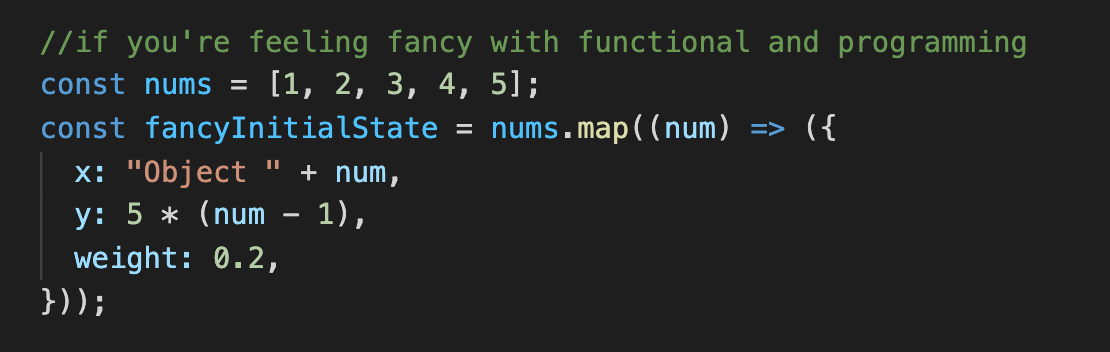 //if you're feeling fancy with functional and programming
const nums = [1, 2, 3, 4, 5];
const fancyInitialState = nums.map((num) => ({
  x: "Object " + num,
  y: 5 * (num - 1),
  weight: 0.2,
}));